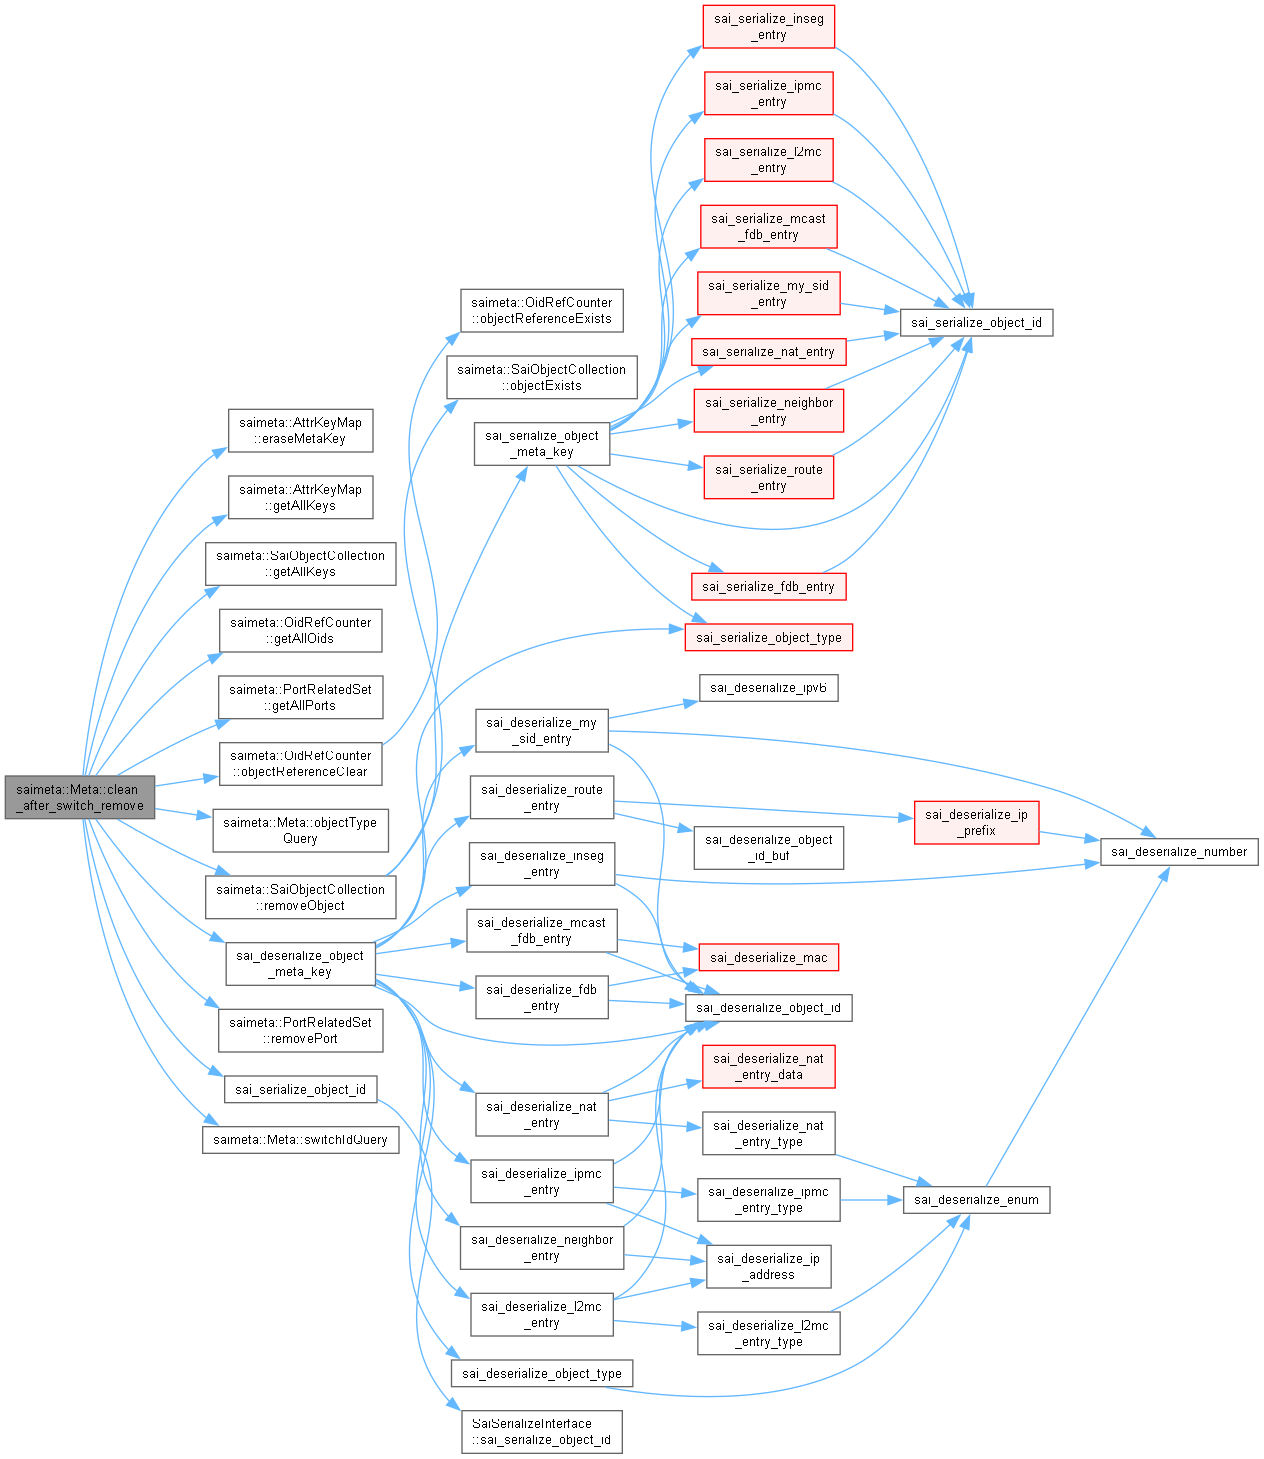 saimeta::Meta::clean
_after_switch_remove
saimeta::AttrKeyMap
::eraseMetaKey
saimeta::AttrKeyMap
::getAllKeys
saimeta::SaiObjectCollection
::getAllKeys
saimeta::OidRefCounter
::getAllOids
saimeta::PortRelatedSet
::getAllPorts
saimeta::OidRefCounter
::objectReferenceClear
saimeta::Meta::objectType
Query
saimeta::SaiObjectCollection
::removeObject
sai_deserialize_object
_meta_key
saimeta::PortRelatedSet
::removePort
sai_serialize_object_id
saimeta::Meta::switchIdQuery
saimeta::OidRefCounter
::objectReferenceExists
saimeta::SaiObjectCollection
::objectExists
sai_serialize_object
_meta_key
sai_deserialize_my
_sid_entry
sai_deserialize_route
_entry
sai_deserialize_inseg
_entry
sai_deserialize_mcast
_fdb_entry
sai_deserialize_fdb
_entry
sai_deserialize_nat
_entry
sai_deserialize_ipmc
_entry
sai_deserialize_neighbor
_entry
sai_deserialize_l2mc
_entry
sai_deserialize_object_type
SaiSerializeInterface
::sai_serialize_object_id
sai_serialize_inseg
_entry
sai_serialize_ipmc
_entry
sai_serialize_l2mc
_entry
sai_serialize_mcast
_fdb_entry
sai_serialize_my_sid
_entry
sai_serialize_nat_entry
sai_serialize_neighbor
_entry
sai_serialize_route
_entry
sai_serialize_fdb_entry
sai_serialize_object_type
sai_deserialize_ipv6
sai_deserialize_object
_id_buf
sai_deserialize_mac
sai_deserialize_object_id
sai_deserialize_nat
_entry_data
sai_deserialize_nat
_entry_type
sai_deserialize_ipmc
_entry_type
sai_deserialize_ip
_address
sai_deserialize_l2mc
_entry_type
sai_serialize_object_id
sai_deserialize_ip
_prefix
sai_deserialize_enum
sai_deserialize_number